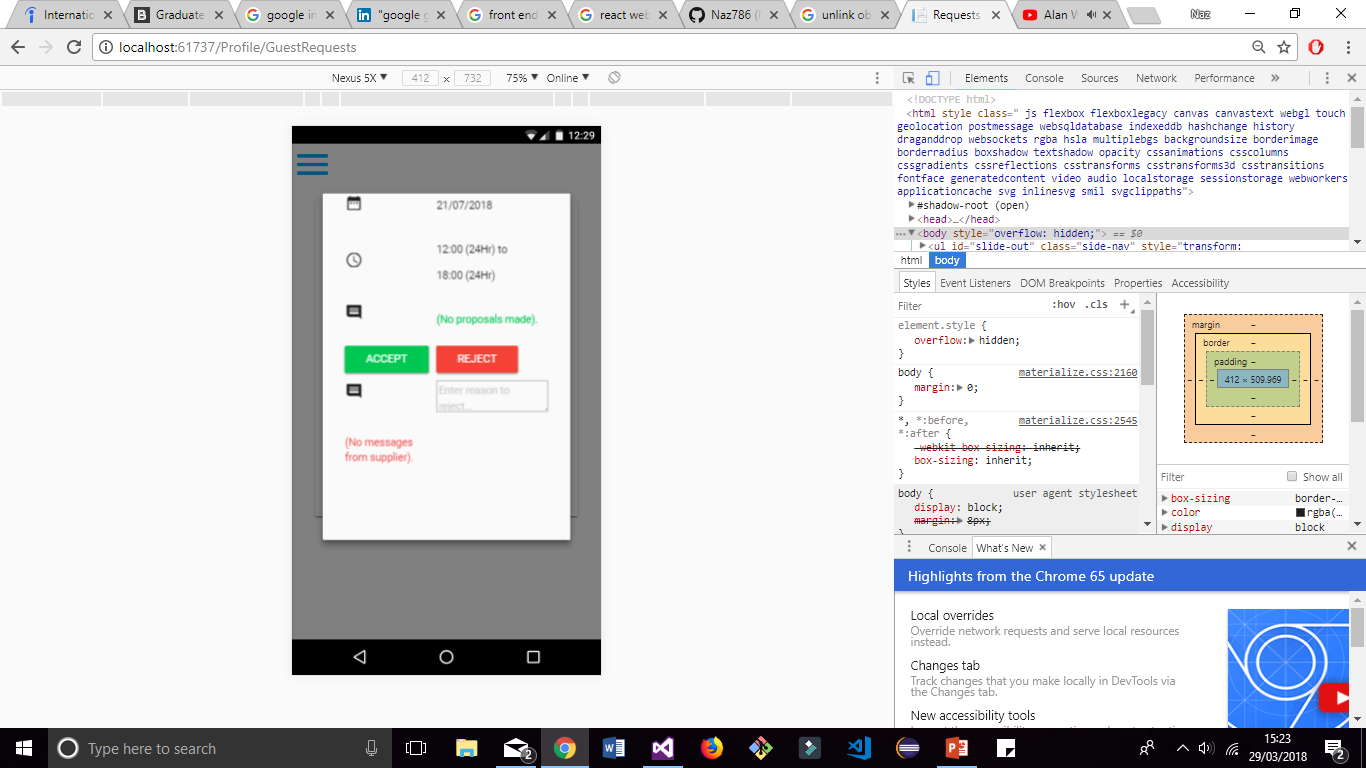 Internatio
Graduate
google in
"google g
front end
react web
Naz786 (
unlink ob
Requests
Alan W
Naz
localhost:61737/Profile/GuestRequests
Nexus 5X ▼ 412 × 732 75% ▼ Online ▼
Elements Console Sources Network Performance »
<!DOCTYPE html>
<html style class=" js flexbox flexboxlegacy canvas canvastext webgl touch
geolocation postmessage websqldatabase indexeddb hashchange history
draganddrop websockets rgba hsla multiplebgs backgroundsize borderimage
borderradius boxshadow textshadow opacity cssanimations csscolumns
cssgradients cssreflections csstransforms csstransforms3d csstransitions
fontface generatedcontent video audio localstorage sessionstorage webworkers
applicationcache svg inlinesvg smil svgclippaths">
#shadow-root (open)
<head>…</head>
<body style="overflow: hidden;"> == $0
<ul id="slide-out" class="side-nav" style="transform:
html body
12:29
21/07/2018
12:00 (24Hr) to
18:00 (24Hr)
(No proposals made).
ACCEPT REJECT
Enter reason to
reject...
(No messages
from supplier).
Styles Event Listeners DOM Breakpoints Properties Accessibility
Filter :hov .cls +
element.style {
overflow: hidden;
}
body { materialize.css:2160
margin: 0;
}
*, *:before, materialize.css:2545
*:after {
-webkit-box-sizing: inherit;
box-sizing: inherit;
}
body { user agent stylesheet
display: block;
margin: 8px;
}
margin –
border –
padding –
– – – 412 × 509.969 – – –
–
–
–
Filter Show all
box-sizing border-…
color rgba(…
display block
Console What's New ×
Highlights from the Chrome 65 update
Local overrides
Override network requests and serve local resources
instead.
Changes tab
Track changes that you make locally in DevTools via
the Changes tab.
New accessibility tools
Type here to search
2
15:23
29/03/2018
2